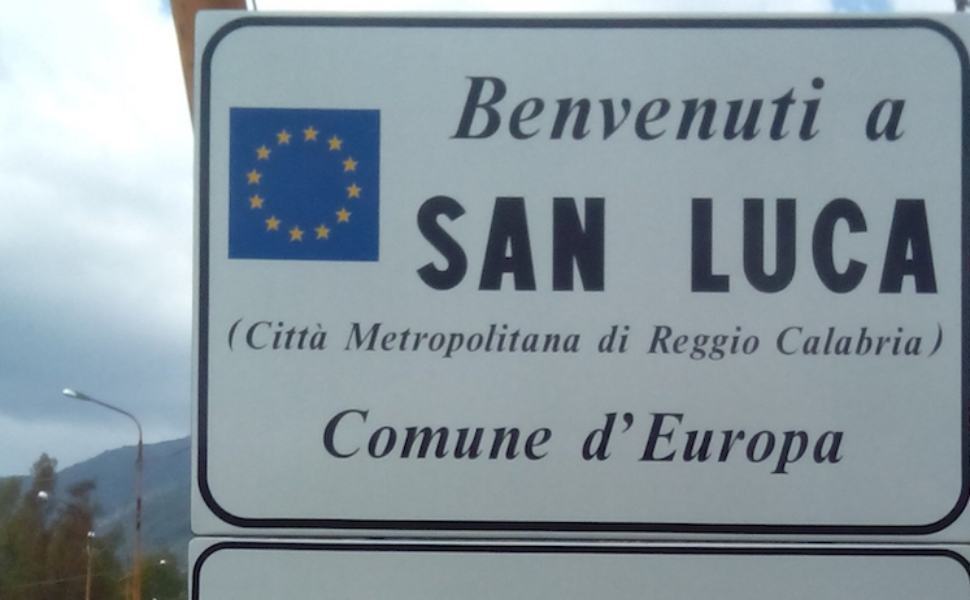 Benvenuti a
SAN LUCA
(Città Metropolitana di Reggio Calabria)
Comune d'Europa